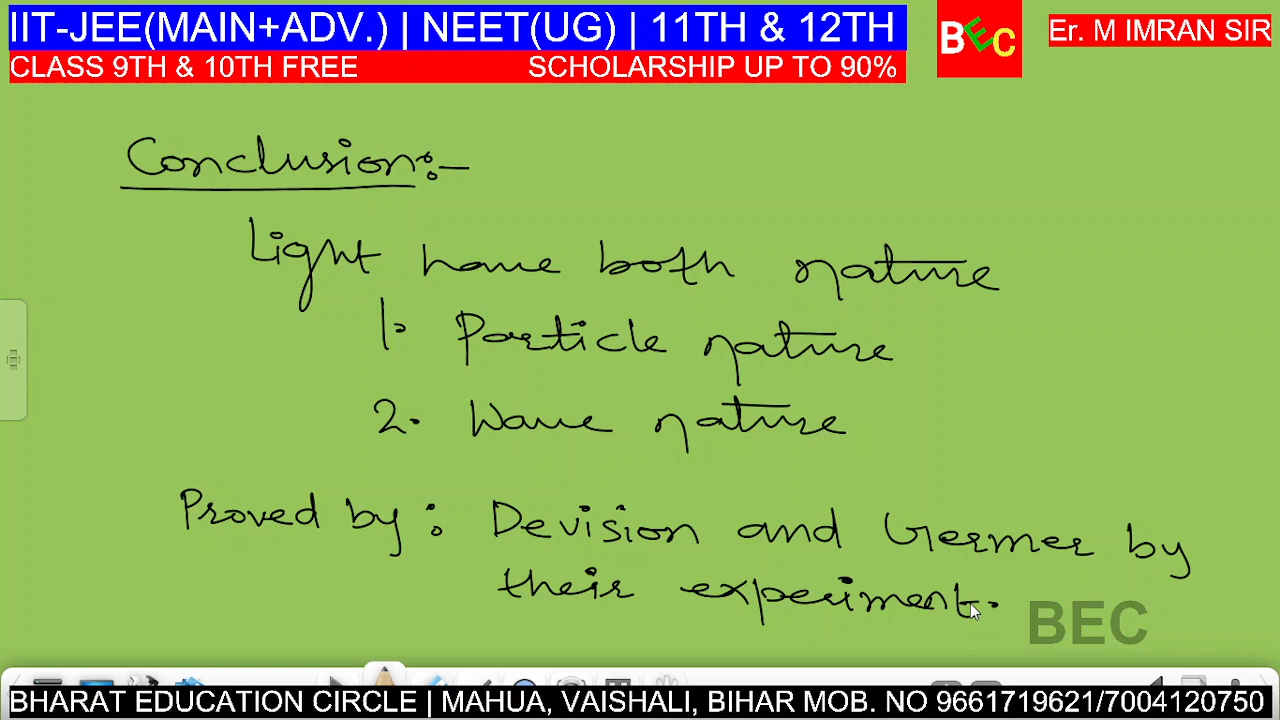 IIT-JEE(MAIN+ADV.) | NEET(UG) | 11TH & 12TH
CLASS 9TH & 10TH FREE SCHOLARSHIP UP TO 90%
BEC
Er. M IMRAN SIR
Conclusion:-
Light have both nature
1. Particle nature
2. Wave nature
Proved by: Devision and Germer by
their experiment.
BEC
BHARAT EDUCATION CIRCLE | MAHUA, VAISHALI, BIHAR MOB. NO 9661719621/7004120750